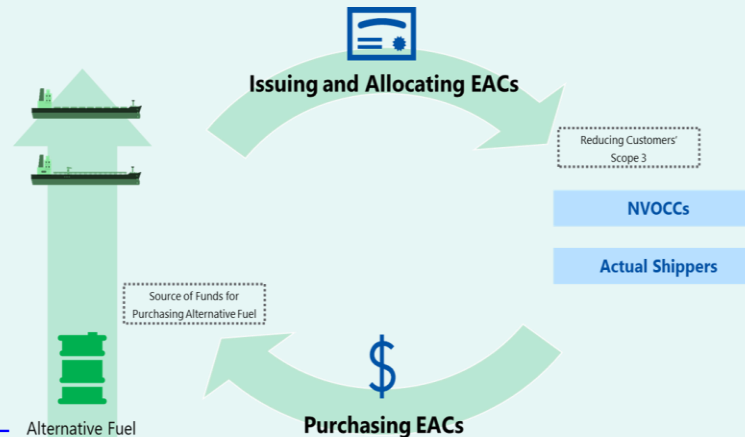 Issuing and Allocating EACs
Reducing Customers'
Scope 3
NVOCCs
Actual Shippers
Source of Funds for
Purchasing Alternative Fuel
$
Purchasing EACs
Alternative Fuel